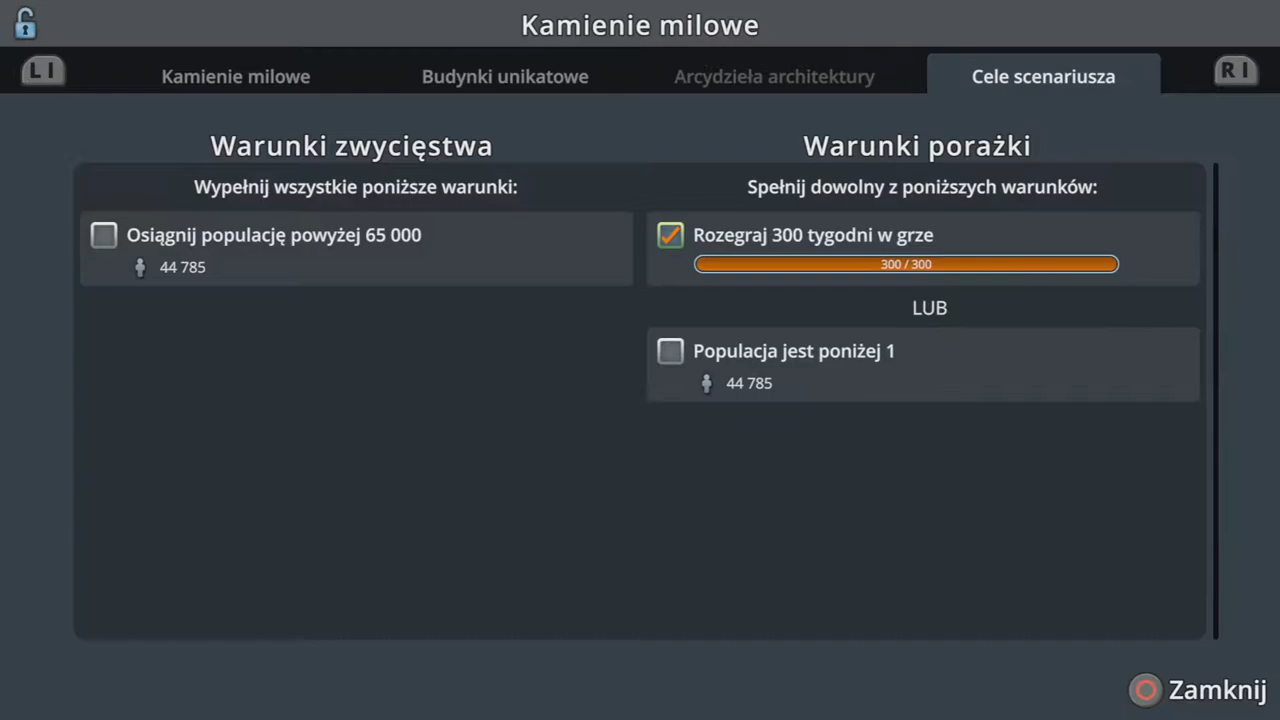 Kamienie milowe
L1
Kamienie milowe
Budynki unikatowe
Arcydzieła architektury
Cele scenariusza
R1
Warunki zwycięstwa
Wypełnij wszystkie poniższe warunki:
Osiągnij populację powyżej 65 000
44 785
Warunki porażki
Spełnij dowolny z poniższych warunków:
Rozegraj 300 tygodni w grze
300 / 300
LUB
Populacja jest poniżej 1
44 785
Zamknij